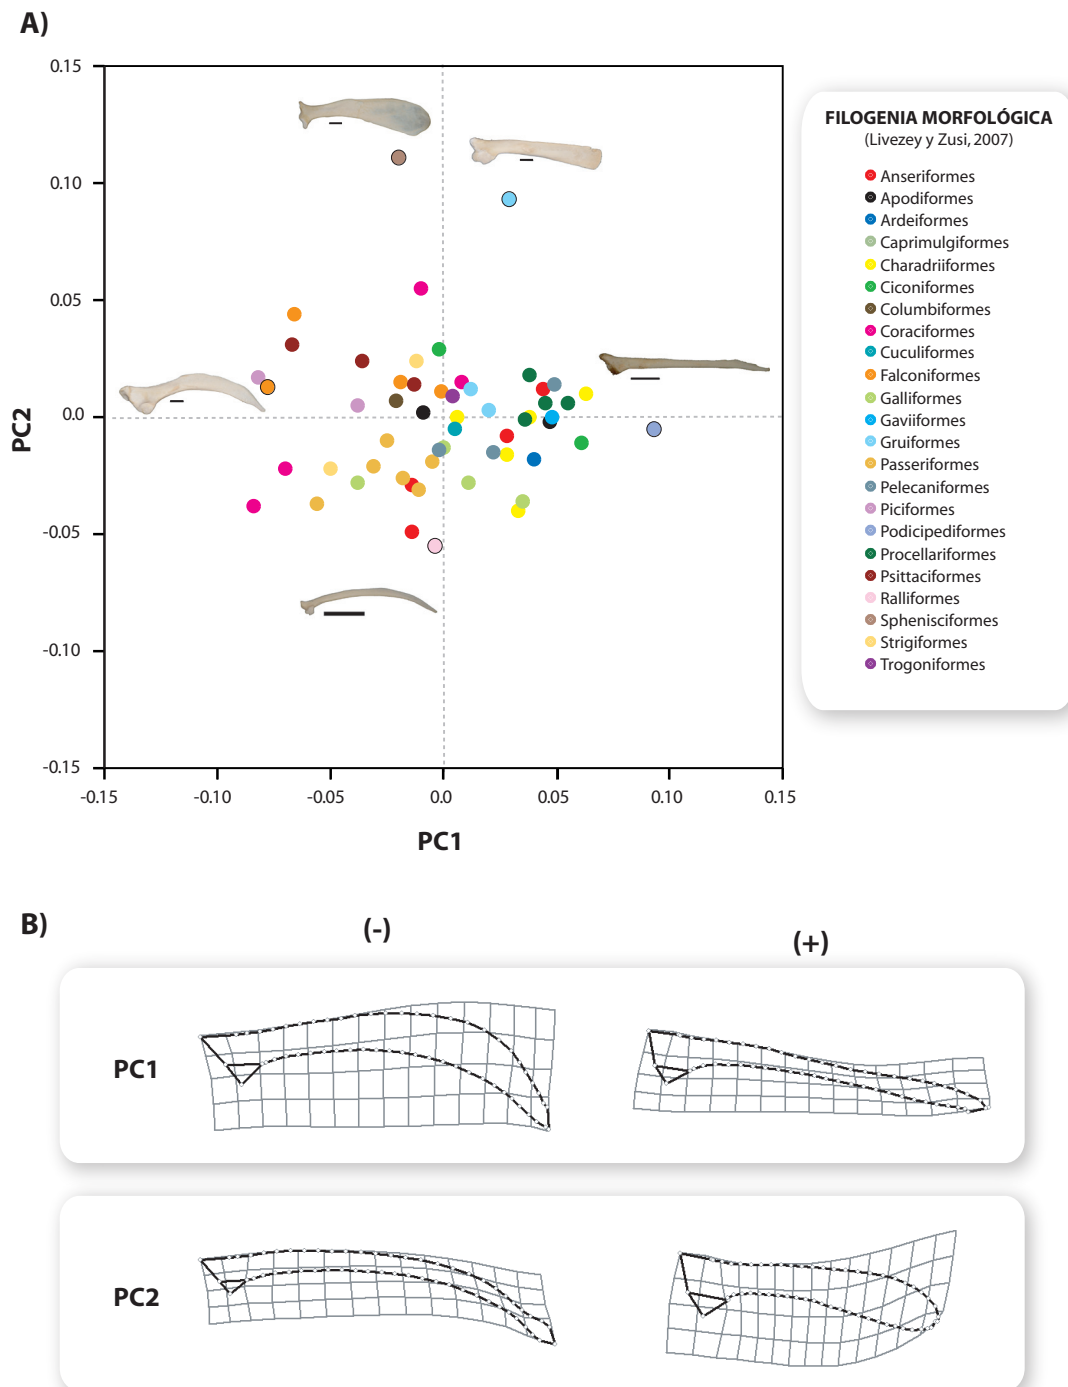 A)
0.15
0.10
0.05
0.0
-0.05
-0.10
-0.15
PC2
-0.15
-0.10
-0.05
0.0
0.05
0.10
0.15
PC1
FILOGENIA MORFOLÓGICA
(Livezey y Zusi, 2007)
Anseriformes
Apodiformes
Ardeiformes
Caprimulgiformes
Charadriiformes
Ciconiformes
Columbiformes
Coraciformes
Cuculiformes
Falconiformes
Galliformes
Gaviiformes
Gruiformes
Passeriformes
Pelecaniformes
Piciformes
Podicipediformes
Procellariformes
Psittaciformes
Ralliformes
Sphenisciformes
Strigiformes
Trogoniformes
B)
(-)
(+)
PC1
PC2